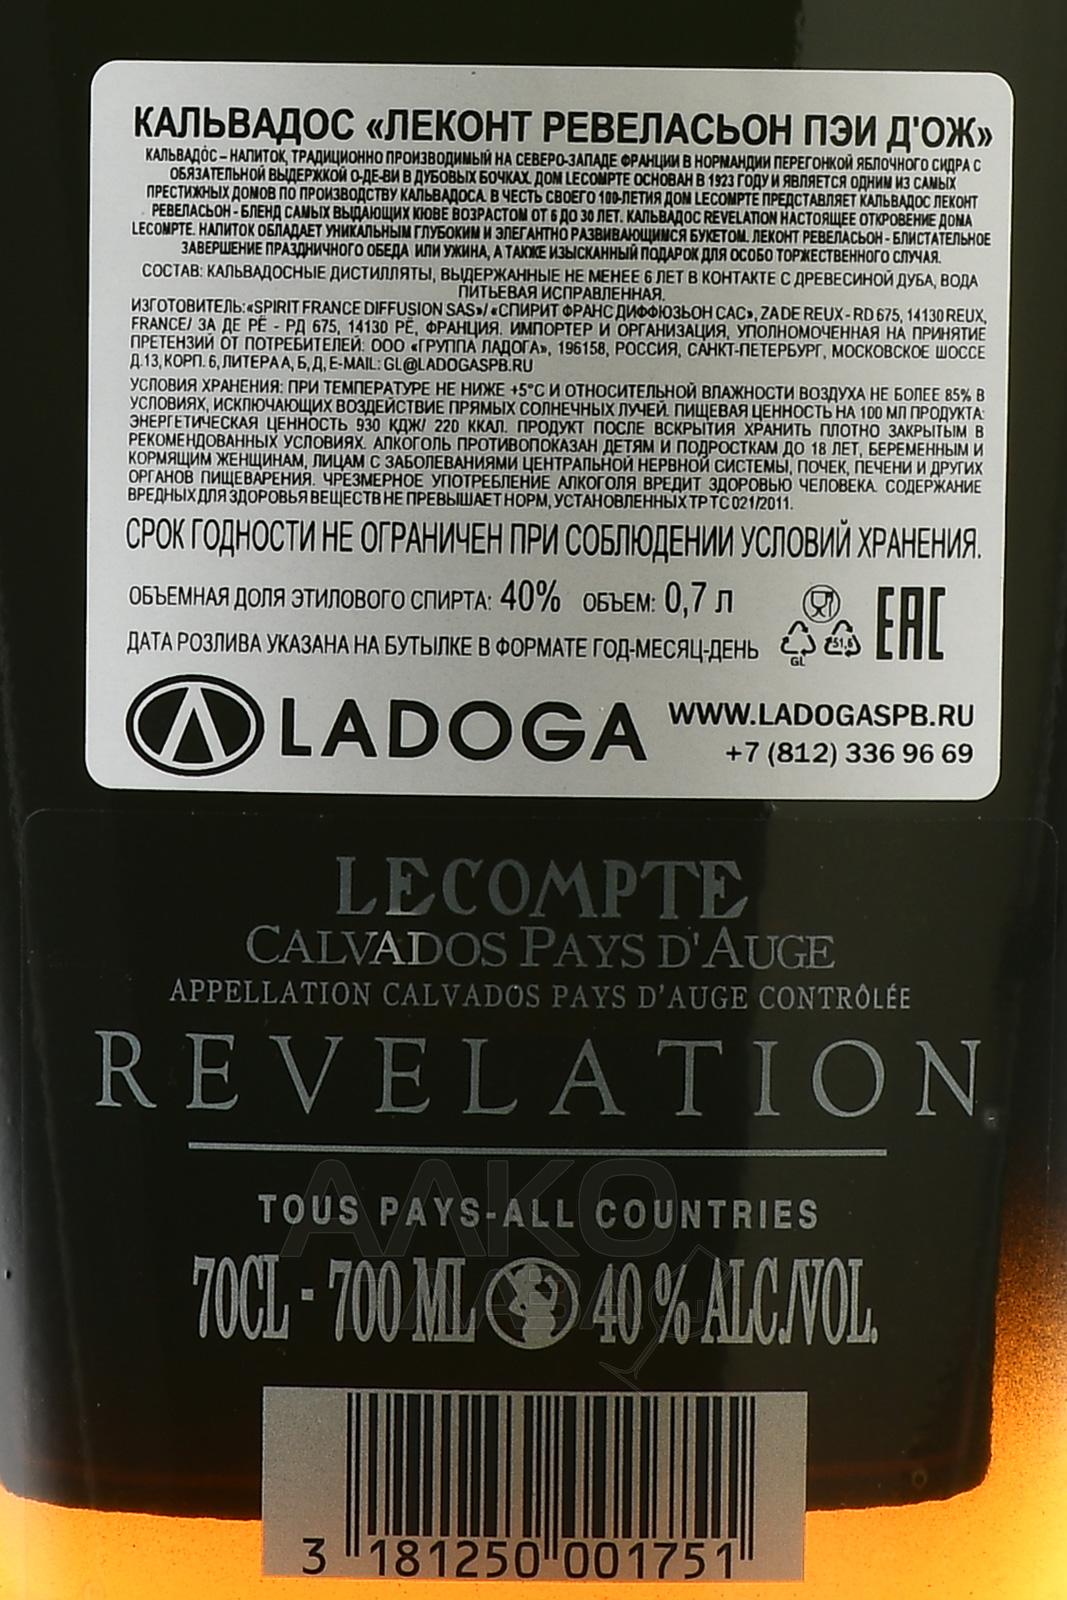 КАЛЬВАДОС «ЛЕКОНТ РЕВЕЛАСЬОН ПЭИ Д'ОЖ»
КАЛЬВАДОС – НАПИТОК, ТРАДИЦИОННО ПРОИЗВОДИМЫЙ НА СЕВЕРО-ЗАПАДЕ ФРАНЦИИ В НОРМАНДИИ ПЕРЕГОНКОЙ ЯБЛОЧНОГО СИДРА С
ОБЯЗАТЕЛЬНОЙ ВЫДЕРЖКОЙ О-ДЕ-ВИ В ДУБОВЫХ БОЧКАХ. ДОМ LECOMPTE ОСНОВАН В 1923 ГОДУ И ЯВЛЯЕТСЯ ОДНИМ ИЗ САМЫХ
ПРЕСТИЖНЫХ ДОМОВ ПО ПРОИЗВОДСТВУ КАЛЬВАДОСА. В ЧЕСТЬ СВОЕГО 100-ЛЕТИЯ ДОМ LECOMPTE ПРЕДСТАВЛЯЕТ КАЛЬВАДОС ЛЕКОНТ
РЕВЕЛАСЬОН - БЛЕНД САМЫХ ВЫДАЮЩИХ КЮВЕ ВОЗРАСТОМ ОТ 6 ДО 30 ЛЕТ. КАЛЬВАДОС REVELATION НАСТОЯЩЕЕ ОТКРОВЕНИЕ ДОМА
LECOMPTE. НАПИТОК ОБЛАДАЕТ УНИКАЛЬНЫМ ГЛУБОКИМ И ЭЛЕГАНТНО РАЗВИВАЮЩИМСЯ БУКЕТОМ. ЛЕКОНТ РЕВЕЛАСЬОН - БЛИСТАТЕЛЬНОЕ
ЗАВЕРШЕНИЕ ПРАЗДНИЧНОГО ОБЕДА ИЛИ УЖИНА, А ТАКЖЕ ИЗЫСКАННЫЙ ПОДАРОК ДЛЯ ОСОБО ТОРЖЕСТВЕННОГО СЛУЧАЯ.
СОСТАВ: КАЛЬВАДОСНЫЕ ДИСТИЛЛЯТЫ, ВЫДЕРЖАННЫЕ НЕ МЕНЕЕ 6 ЛЕТ В КОНТАКТЕ С ДРЕВЕСИНОЙ ДУБА, ВОДА
ПИТЬЕВАЯ ИСПРАВЛЕННАЯ.
ИЗГОТОВИТЕЛЬ: «SPIRIT FRANCE DIFFUSION SAS»/ «СПИРИТ ФРАНС ДИФФЮЗЬОН САС», ZA DE REUX - RD 675, 14130 REUX,
FRANCE/ ЗА ДЕ РЁ - РД 675, 14130 РЁ, ФРАНЦИЯ. ИМПОРТЕР И ОРГАНИЗАЦИЯ, УПОЛНОМОЧЕННАЯ НА ПРИНЯТИЕ
ПРЕТЕНЗИЙ ОТ ПОТРЕБИТЕЛЕЙ: ООО «ГРУППА ЛАДОГА», 196158, РОССИЯ, САНКТ-ПЕТЕРБУРГ, МОСКОВСКОЕ ШОССЕ
Д.13, КОРП. 6, ЛИТЕРА А, Б, Д, E-MAIL: GL@LADOGASPB.RU
УСЛОВИЯ ХРАНЕНИЯ: ПРИ ТЕМПЕРАТУРЕ НЕ НИЖЕ +5°С И ОТНОСИТЕЛЬНОЙ ВЛАЖНОСТИ ВОЗДУХА НЕ БОЛЕЕ 85% В
УСЛОВИЯХ, ИСКЛЮЧАЮЩИХ ВОЗДЕЙСТВИЕ ПРЯМЫХ СОЛНЕЧНЫХ ЛУЧЕЙ. ПИЩЕВАЯ ЦЕННОСТЬ НА 100 МЛ ПРОДУКТА:
ЭНЕРГЕТИЧЕСКАЯ ЦЕННОСТЬ 930 КДЖ/ 220 ККАЛ. ПРОДУКТ ПОСЛЕ ВСКРЫТИЯ ХРАНИТЬ ПЛОТНО ЗАКРЫТЫМ В
РЕКОМЕНДОВАННЫХ УСЛОВИЯХ. АЛКОГОЛЬ ПРОТИВОПОКАЗАН ДЕТЯМ И ПОДРОСТКАМ ДО 18 ЛЕТ, БЕРЕМЕННЫМ И
КОРМЯЩИМ ЖЕНЩИНАМ, ЛИЦАМ С ЗАБОЛЕВАНИЯМИ ЦЕНТРАЛЬНОЙ НЕРВНОЙ СИСТЕМЫ, ПОЧЕК, ПЕЧЕНИ И ДРУГИХ
ОРГАНОВ ПИЩЕВАРЕНИЯ. ЧРЕЗМЕРНОЕ УПОТРЕБЛЕНИЕ АЛКОГОЛЯ ВРЕДИТ ЗДОРОВЬЮ ЧЕЛОВЕКА. СОДЕРЖАНИЕ
ВРЕДНЫХ ДЛЯ ЗДОРОВЬЯ ВЕЩЕСТВ НЕ ПРЕВЫШАЕТ НОРМ, УСТАНОВЛЕННЫХ ТР ТС 021/2011.
СРОК ГОДНОСТИ НЕ ОГРАНИЧЕН ПРИ СОБЛЮДЕНИИ УСЛОВИЙ ХРАНЕНИЯ.
ОБЪЕМНАЯ ДОЛЯ ЭТИЛОВОГО СПИРТА: 40% ОБЪЕМ: 0,7 л
ДАТА РОЗЛИВА УКАЗАНА НА БУТЫЛКЕ В ФОРМАТЕ ГОД-МЕСЯЦ-ДЕНЬ
GL 51,6 EAC
LADOGA
WWW.LADOGASPB.RU
+7 (812) 336 96 69
LECOMPTE
CALVADOS PAYS D'AUGE
APPELLATION CALVADOS PAYS D'AUGE CONTRÔLÉE
REVELATION
TOUS PAYS-ALL COUNTRIES
70CL - 700 ML 40 % ALC./VOL.
3 181250 001751